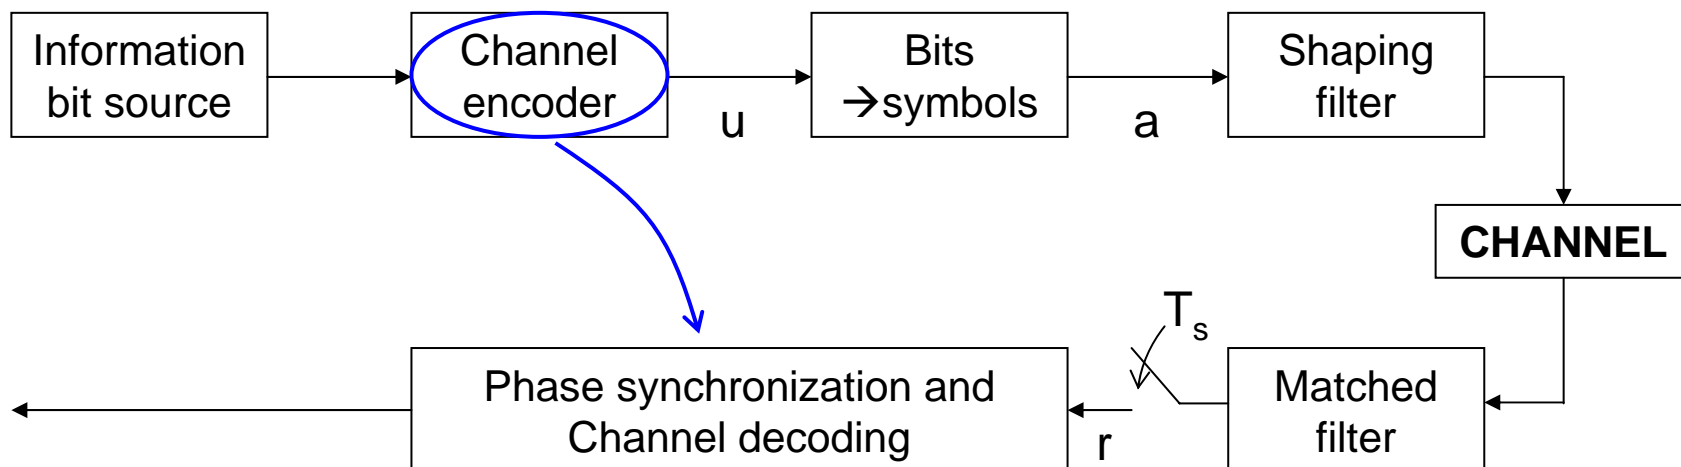 Information
bit source
Channel
encoder
u
Bits
→symbols
a
Shaping
filter
CHANNEL
Ts
Phase synchronization and
Channel decoding
r
Matched
filter